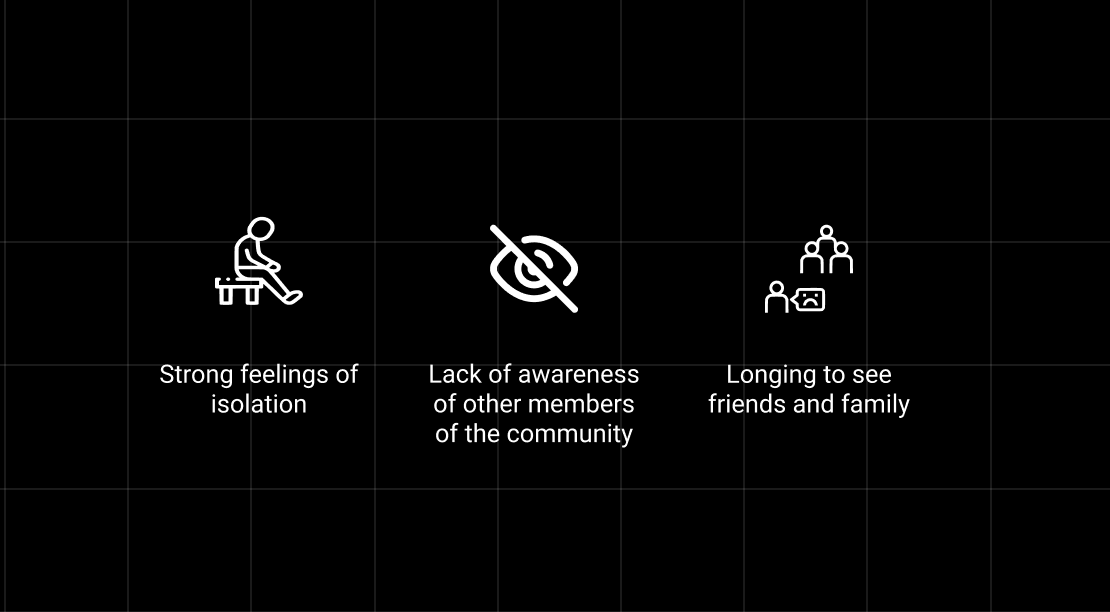 Strong feelings of
isolation
Lack of awareness
of other members
of the community
Longing to see
friends and family